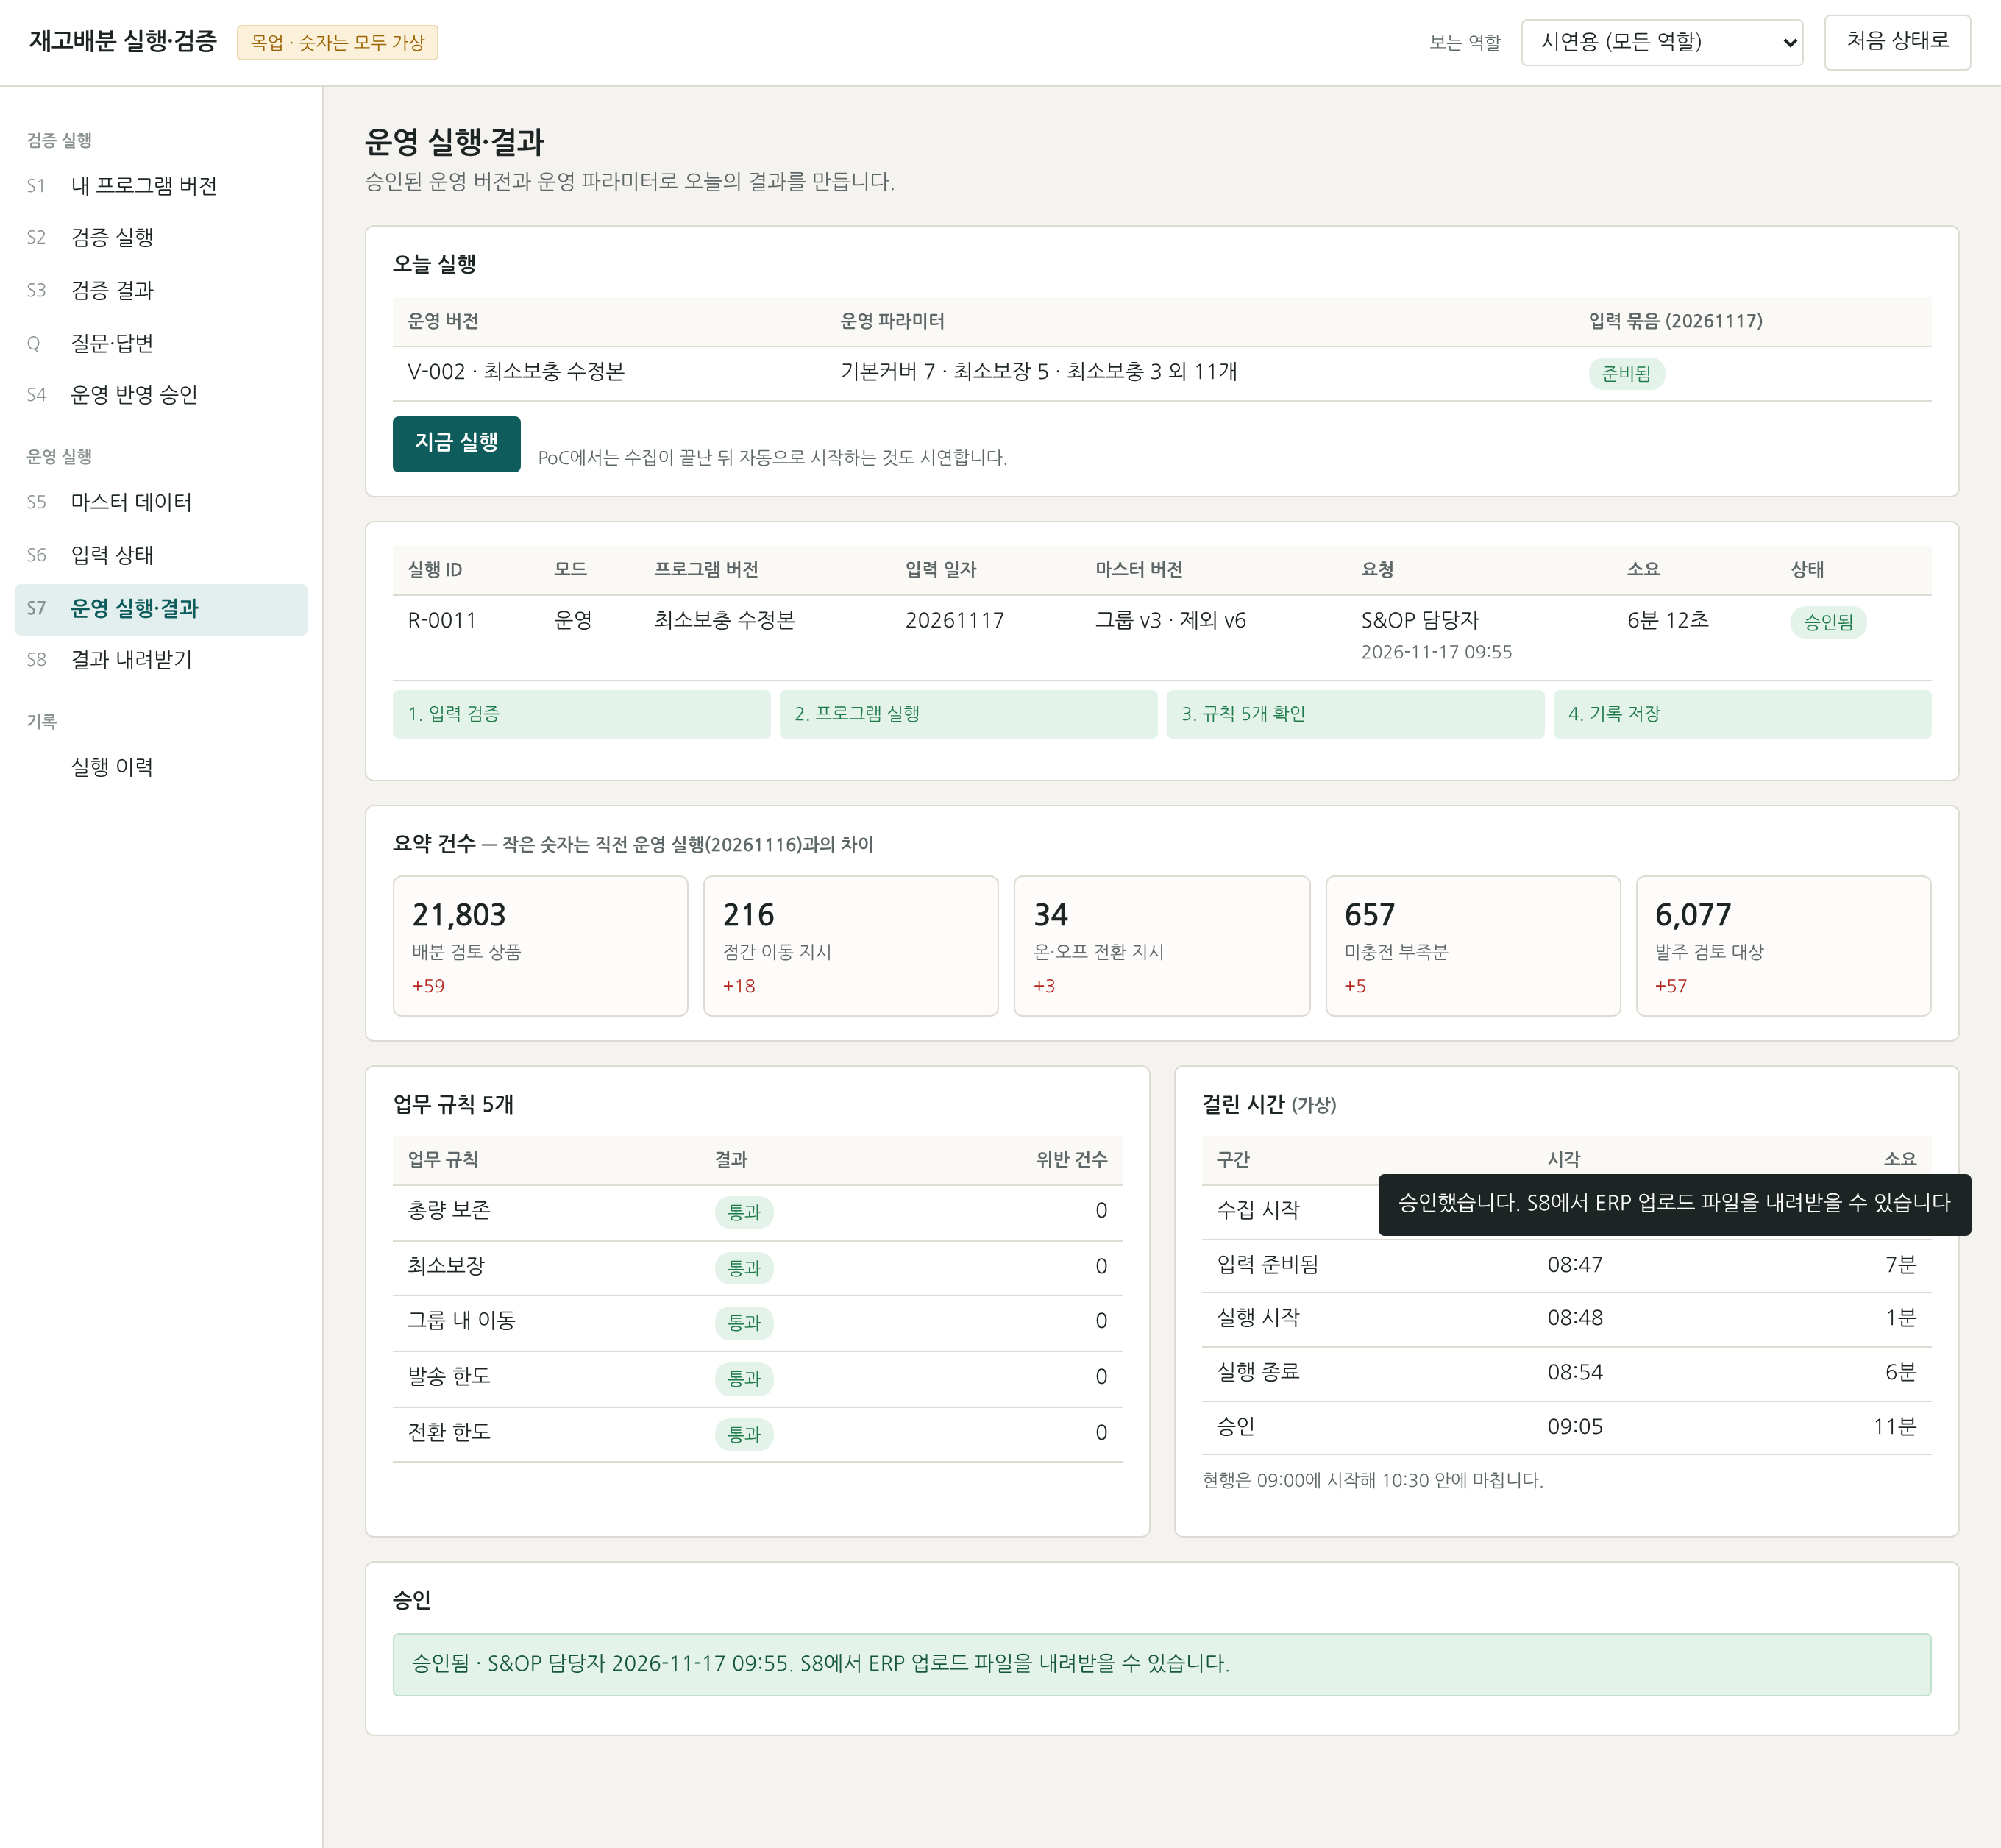 재고배분 실행·검증
목업 · 숫자는 모두 가상
보는 역할
시연용 (모든 역할)
처음 상태로
검증 실행
S1 내 프로그램 버전
S2 검증 실행
S3 검증 결과
Q 질문·답변
S4 운영 반영 승인
운영 실행
S5 마스터 데이터
S6 입력 상태
S7 운영 실행·결과
S8 결과 내려받기
기록
실행 이력
운영 실행·결과
승인된 운영 버전과 운영 파라미터로 오늘의 결과를 만듭니다.
오늘 실행
운영 버전 운영 파라미터 입력 묶음 (20261117)
V-002 · 최소보충 수정본 기본커버 7 · 최소보장 5 · 최소보충 3 외 11개 준비됨
지금 실행 PoC에서는 수집이 끝난 뒤 자동으로 시작하는 것도 시연합니다.
실행 ID 모드 프로그램 버전 입력 일자 마스터 버전 요청 소요 상태
R-0011 운영 최소보충 수정본 20261117 그룹 v3 · 제외 v6 S&OP 담당자 6분 12초 승인됨
2026-11-17 09:55
1. 입력 검증 2. 프로그램 실행 3. 규칙 5개 확인 4. 기록 저장
요약 건수 — 작은 숫자는 직전 운영 실행(20261116)과의 차이
21,803 216 34 657 6,077
배분 검토 상품 점간 이동 지시 온·오프 전환 지시 미충전 부족분 발주 검토 대상
+59 +18 +3 +5 +57
업무 규칙 5개
업무 규칙 결과 위반 건수
총량 보존 통과 0
최소보장 통과 0
그룹 내 이동 통과 0
발송 한도 통과 0
전환 한도 통과 0
걸린 시간 (가상)
구간 시각 소요
수집 시작
승인했습니다. S8에서 ERP 업로드 파일을 내려받을 수 있습니다
입력 준비됨 08:47 7분
실행 시작 08:48 1분
실행 종료 08:54 6분
승인 09:05 11분
현행은 09:00에 시작해 10:30 안에 마칩니다.
승인
승인됨 · S&OP 담당자 2026-11-17 09:55. S8에서 ERP 업로드 파일을 내려받을 수 있습니다.